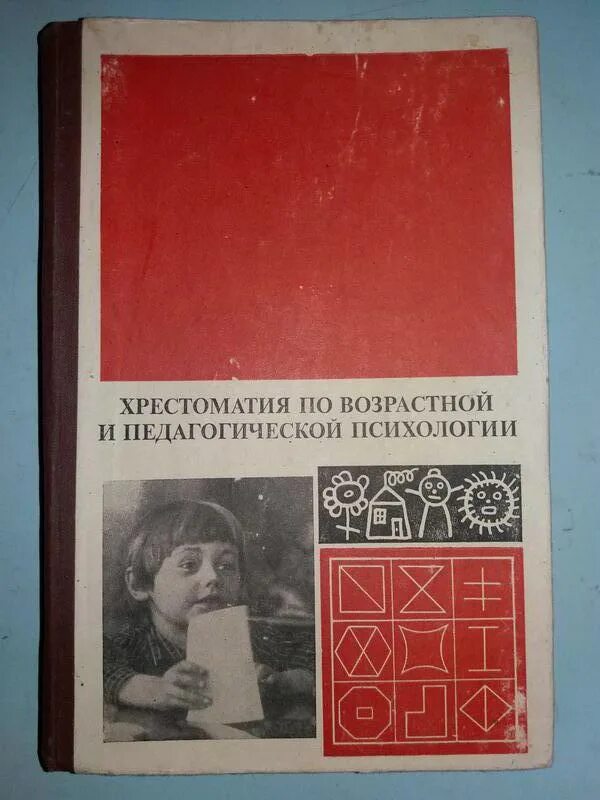 ХРЕСТОМАТИЯ ПО ВОЗРАСТНОЙ
И ПЕДАГОГИЧЕСКОЙ ПСИХОЛОГИИ